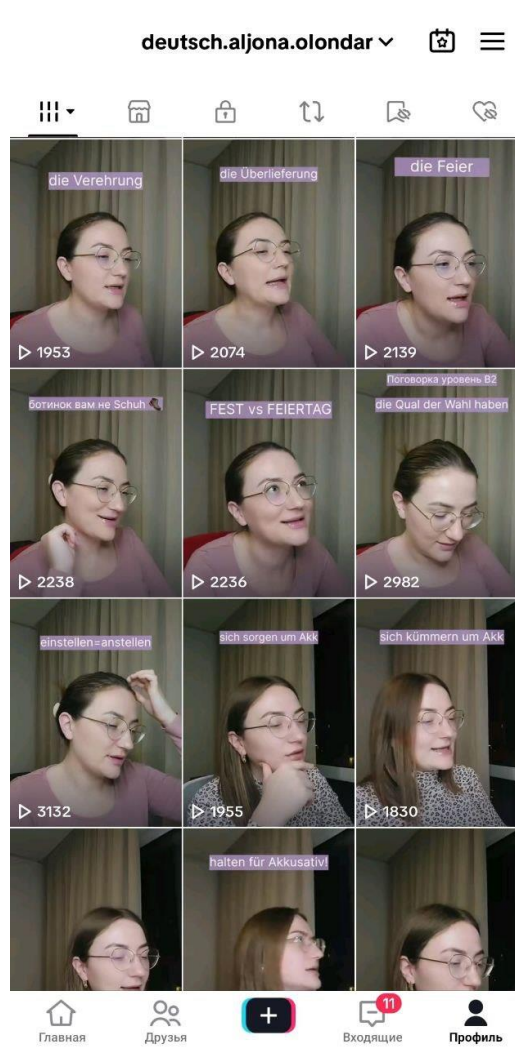 deutsch.aljona.olondar
die Verehrung
die Überlieferung
die Feier
1953
2074
2139
ботинок вам не Schuh
FEST vs FEIERTAG
Поговорка уровень B2
die Qual der Wahl haben
2238
2236
2982
einstellen=anstellen
sich sorgen um Akk
sich kümmern um Akk
3132
1955
1830
halten für Akkusativ!
Главная
Друзья
11
Входящие
Профиль